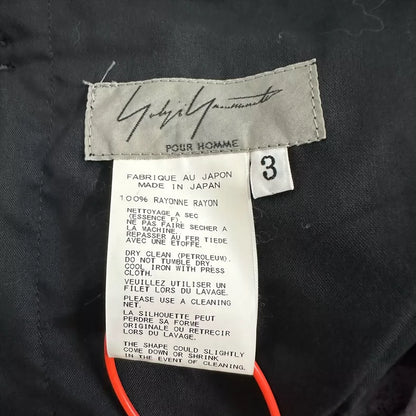 Yohji Yamamoto
POUR HOMME
3
FABRIQUE AU JAPON
MADE IN JAPAN
100% RAYONNE RAYON
NETTOYAGE A SEC
(ESSENCE F).
NE PAS FAIRE SECHER A
LA MACHINE.
REPASSER AU FER TIEDE
AVEC UNE ETOFFE.
DRY CLEAN (PETROLEUM).
DO NOT TUMBLE DRY.
COOL IRON WITH PRESS
CLOTH.
VEUILLEZ UTILISER UN
FILET LORS DU LAVAGE.
PLEASE USE A CLEANING
NET.
LA SILHOUETTE PEUT
PERDRE SA FORME
ORIGINALE OU RETRECIR
LORS DU LAVAGE.
THE SHAPE COULD SLIGHTLY
COME DOWN OR SHRINK
IN THE EVENT OF CLEANING.